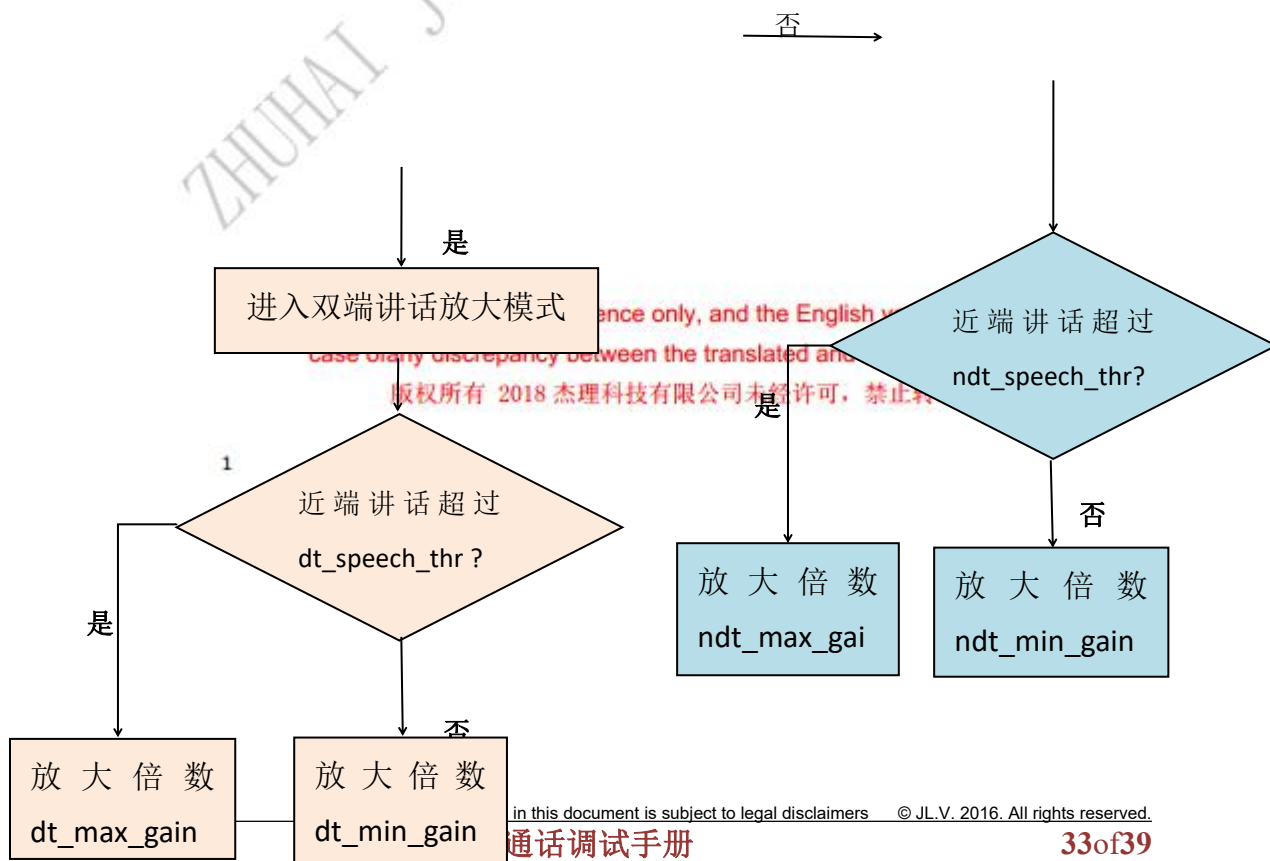 ZHUHAI J
否
是
进入双端讲话放大模式
ence only, and the English v
近端讲话超过
ndt_speech_thr?
case ofany discrepancy between the translated and
版权所有 2018 杰理科技有限公司未经许可，禁止转
是
1
近端讲话超过
dt_speech_thr ?
否
放大倍数
ndt_max_gai
放大倍数
ndt_min_gain
是
否
放大倍数
dt_max_gain
放大倍数
dt_min_gain
in this document is subject to legal disclaimers © JL.V. 2016. All rights reserved.
通话调试手册
33of39